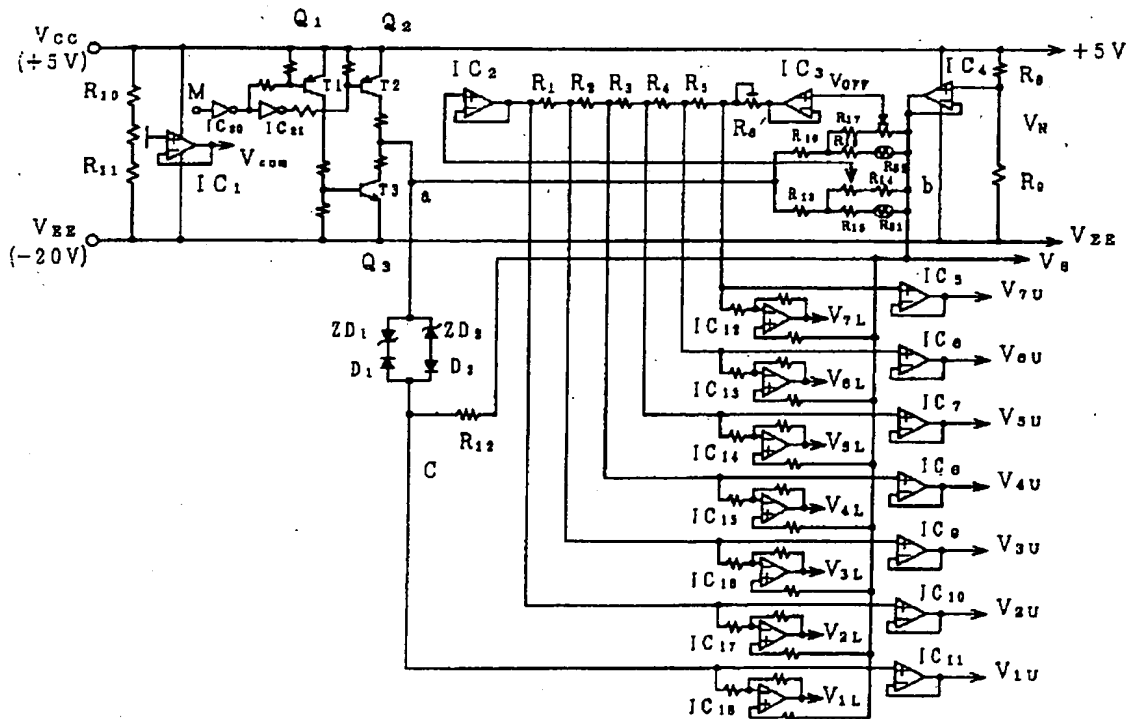 Q1 Q2
VCC
(+5V)
+5V
IC2 R1 R2 R3 R4 R5 IC3 VOFF IC4
R8
R10 M T1 T2
IC20 IC21
R6' R17 VN
R16
R11 VCOM
IC1
R14 b R9
a
T3 R13
R15 R31
VEE
(-20V)
VEE
Q3
V8
IC5
V7U
ZD1 ZD2
IC12 V7L
D1 D2
IC6
V6U
IC13 V6L
IC7
V5U
R12
IC14 V5L
C
IC8
V4U
IC15 V4L
IC9
V3U
IC16 V3L
IC10
V2U
IC17 V2L
IC11
V1U
IC18 V1L